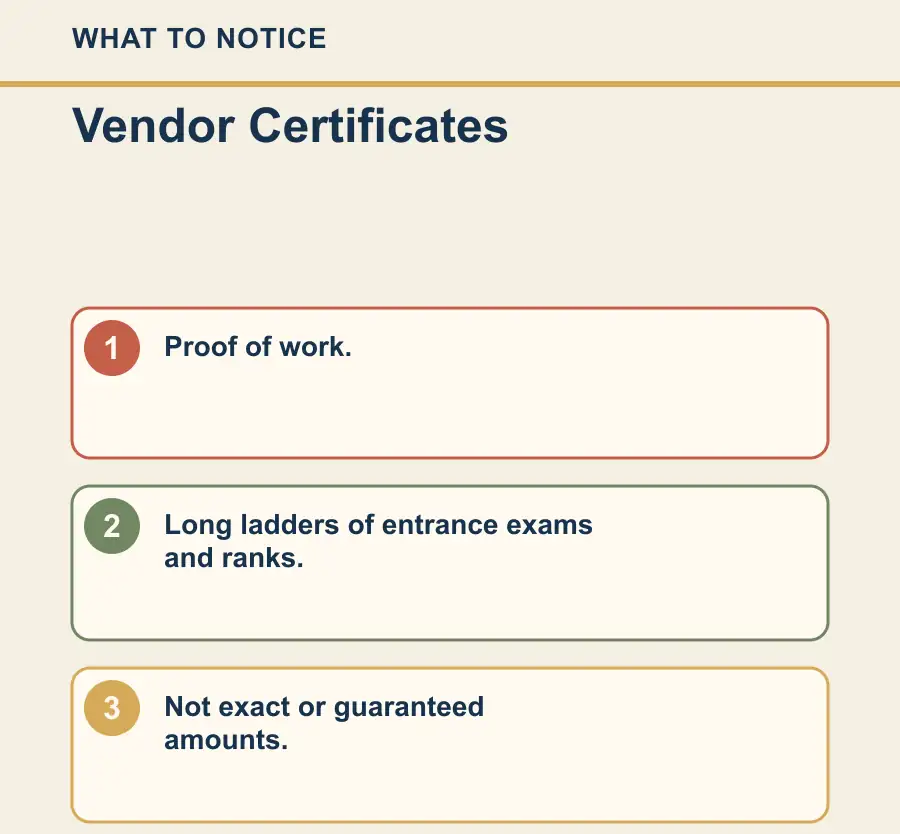 WHAT TO NOTICE
Vendor Certificates
1
Proof of work.
2
Long ladders of entrance exams
and ranks.
3
Not exact or guaranteed
amounts.